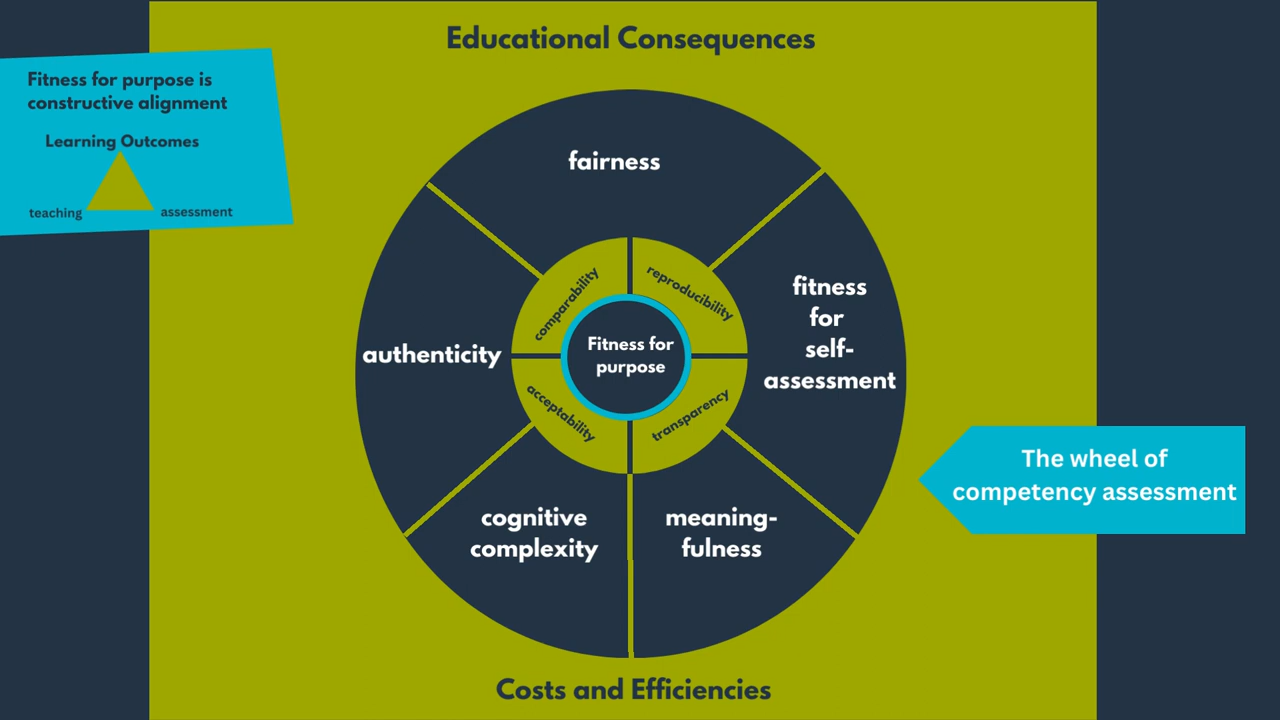 Educational Consequences
Fitness for purpose is
constructive alignment
Learning Outcomes
teaching
assessment
fairness
comparability
reproducibility
fitness
for
self-
assessment
authenticity
Fitness for
purpose
acceptability
transparency
cognitive
complexity
meaning-
fulness
The wheel of
competency assessment
Costs and Efficiencies